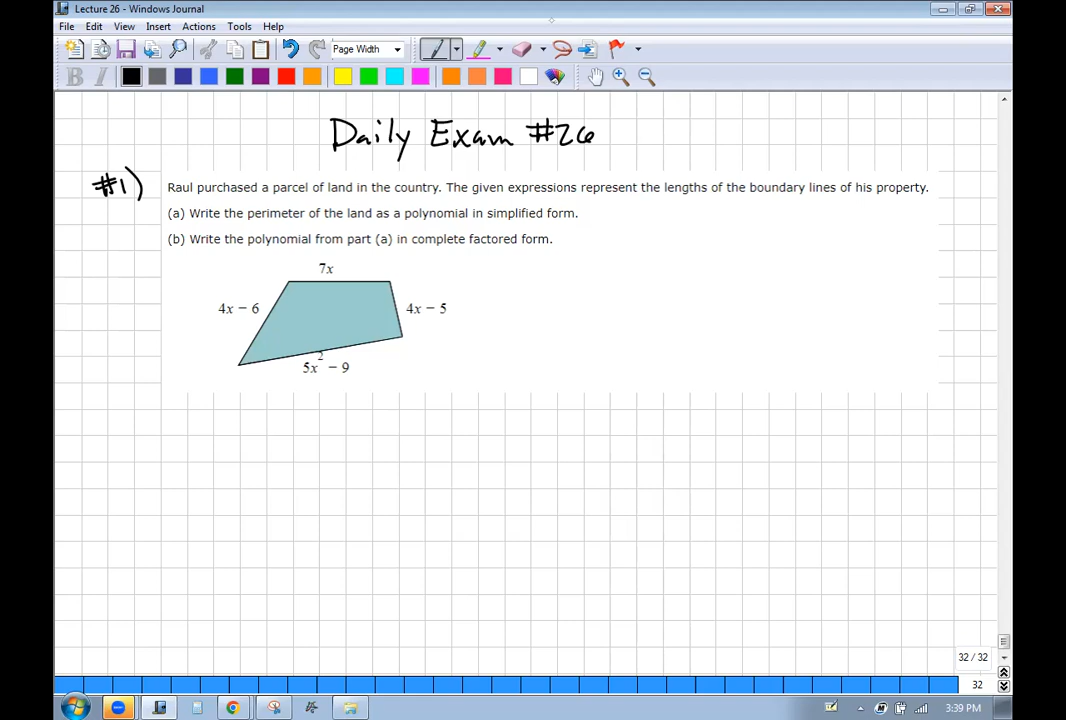 Lecture 26 - Windows Journal
File Edit View Insert Actions Tools Help
Page Width
B I
Daily Exam #26
#1)
Raul purchased a parcel of land in the country. The given expressions represent the lengths of the boundary lines of his property.
(a) Write the perimeter of the land as a polynomial in simplified form.
(b) Write the polynomial from part (a) in complete factored form.
7x
4x − 6
4x − 5
5x² − 9
32 / 32
32
3:39 PM